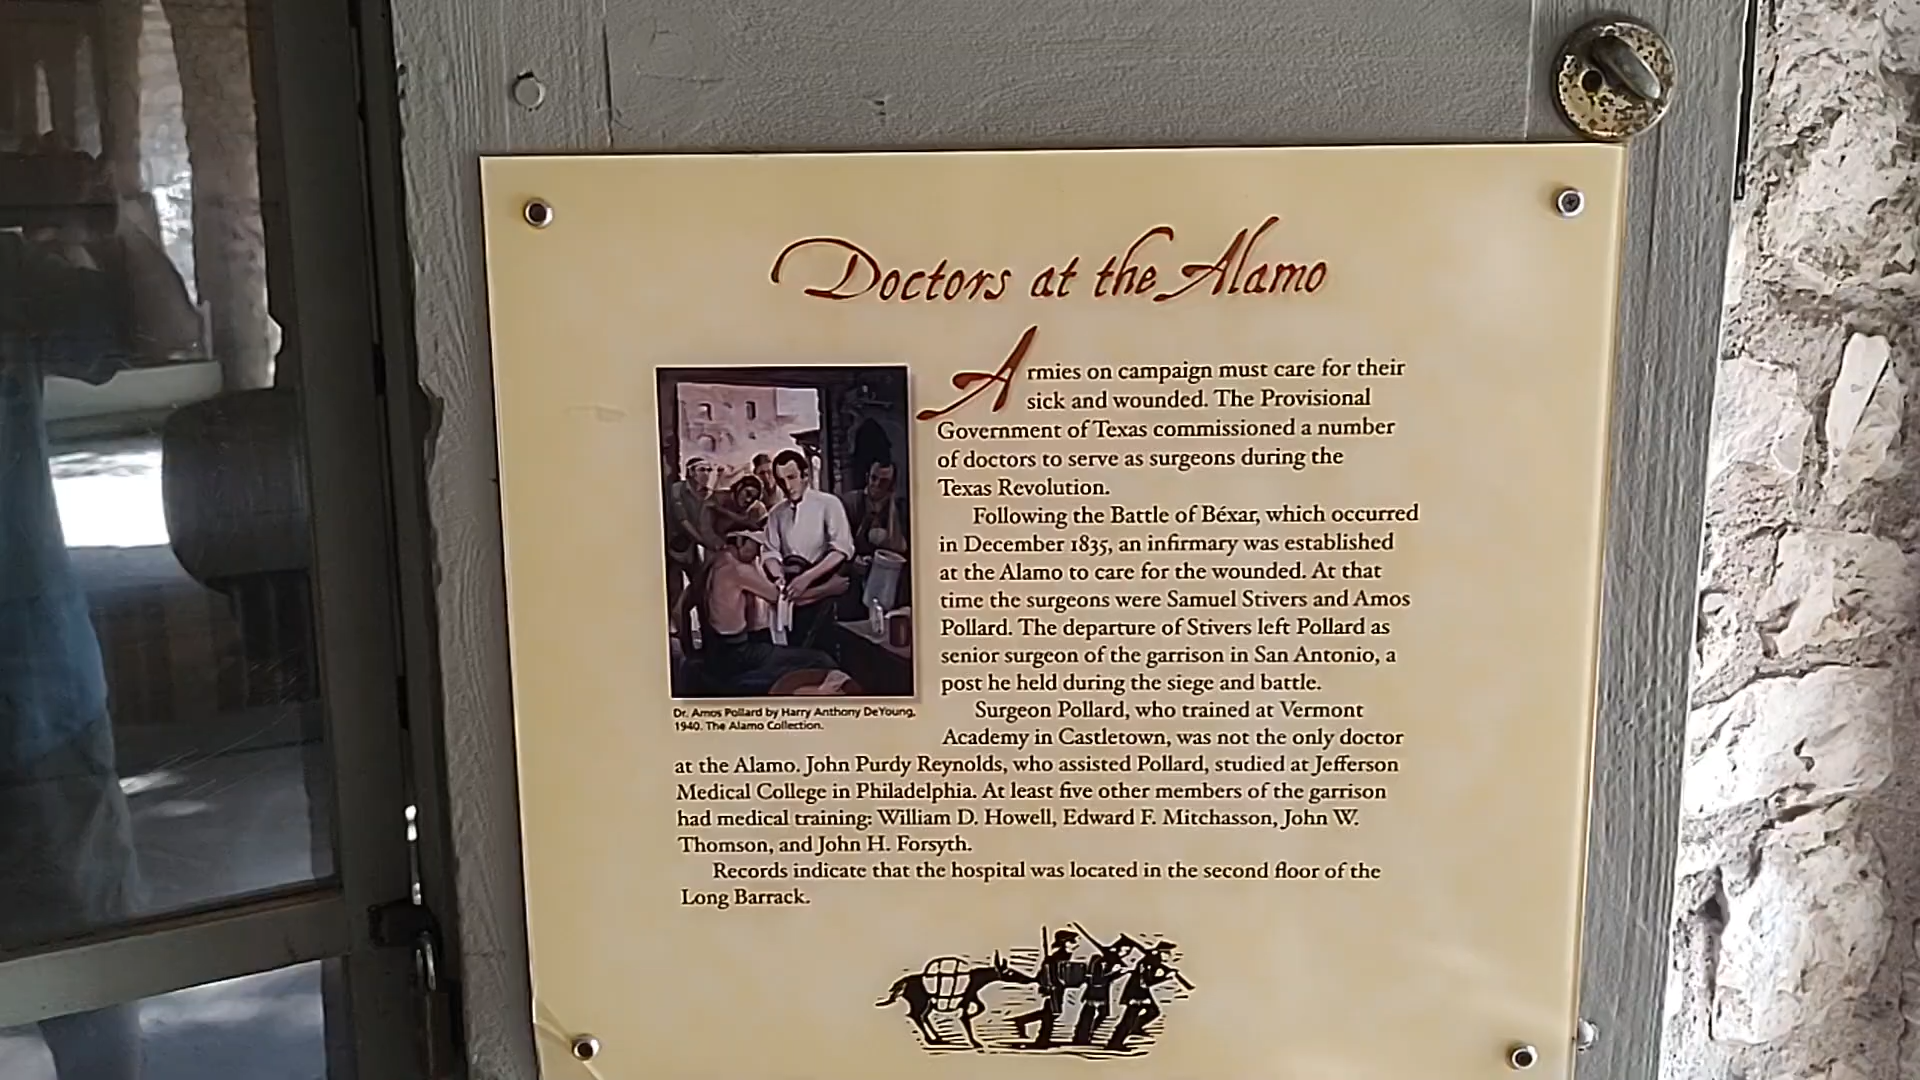 Doctors at the Alamo
Armies on campaign must care for their
sick and wounded. The Provisional
Government of Texas commissioned a number
of doctors to serve as surgeons during the
Texas Revolution.
Following the Battle of Béxar, which occurred
in December 1835, an infirmary was established
at the Alamo to care for the wounded. At that
time the surgeons were Samuel Stivers and Amos
Pollard. The departure of Stivers left Pollard as
senior surgeon of the garrison in San Antonio, a
post he held during the siege and battle.
Surgeon Pollard, who trained at Vermont
Academy in Castletown, was not the only doctor
at the Alamo. John Purdy Reynolds, who assisted Pollard, studied at Jefferson
Medical College in Philadelphia. At least five other members of the garrison
had medical training: William D. Howell, Edward F. Mitchasson, John W.
Thomson, and John H. Forsyth.
Records indicate that the hospital was located in the second floor of the
Long Barrack.
Dr. Amos Pollard by Harry Anthony DeYoung,
1940. The Alamo Collection.